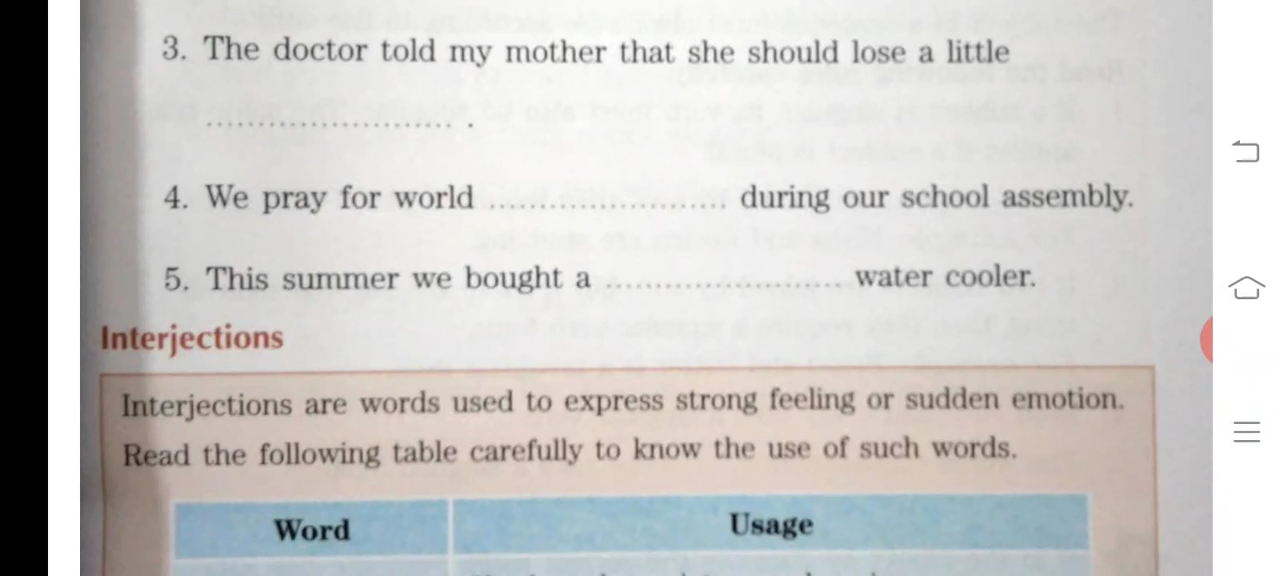 3. The doctor told my mother that she should lose a little
........................ .
4. We pray for world ........................ during our school assembly.
5. This summer we bought a ........................ water cooler.
Interjections
Interjections are words used to express strong feeling or sudden emotion.
Read the following table carefully to know the use of such words.
Word Usage